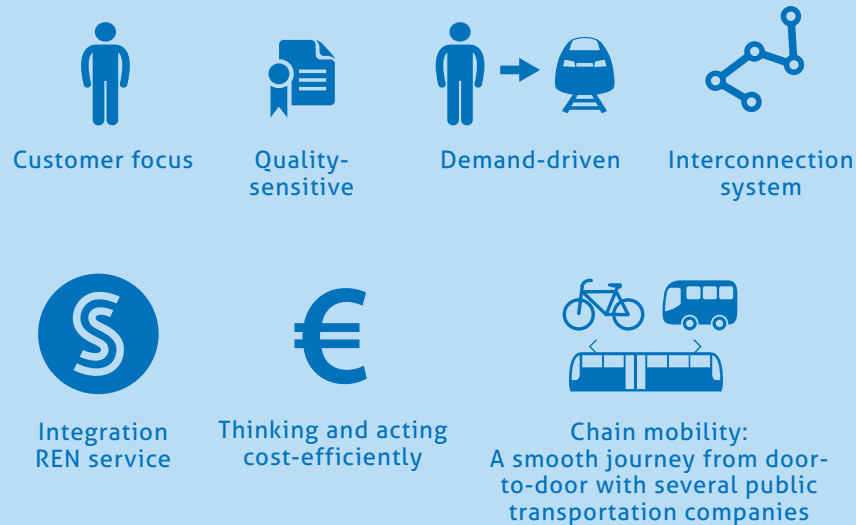 Customer focus
Quality-
sensitive
Demand-driven
Interconnection
system
S
€
Integration
REN service
Thinking and acting
cost-efficiently
Chain mobility:
A smooth journey from door-
to-door with several public
transportation companies